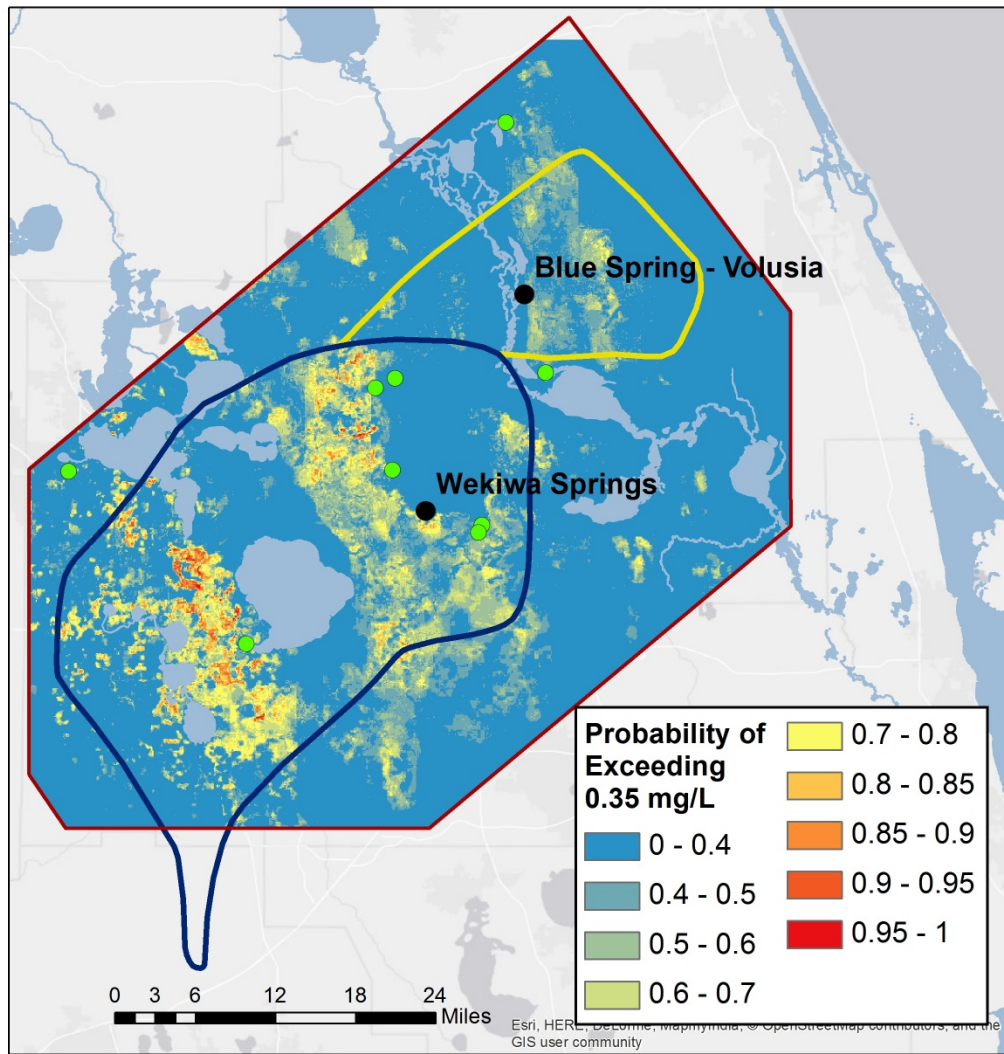 Blue Spring - Volusia
Wekiwa Springs
Probability of
Exceeding
0.35 mg/L
0 - 0.4
0.4 - 0.5
0.5 - 0.6
0.6 - 0.7
0.7 - 0.8
0.8 - 0.85
0.85 - 0.9
0.9 - 0.95
0.95 - 1
0 3 6 12 18 24
Miles
Esri, HERE, DeLorme, MapmyIndia, © OpenStreetMap contributors, and the
GIS user community